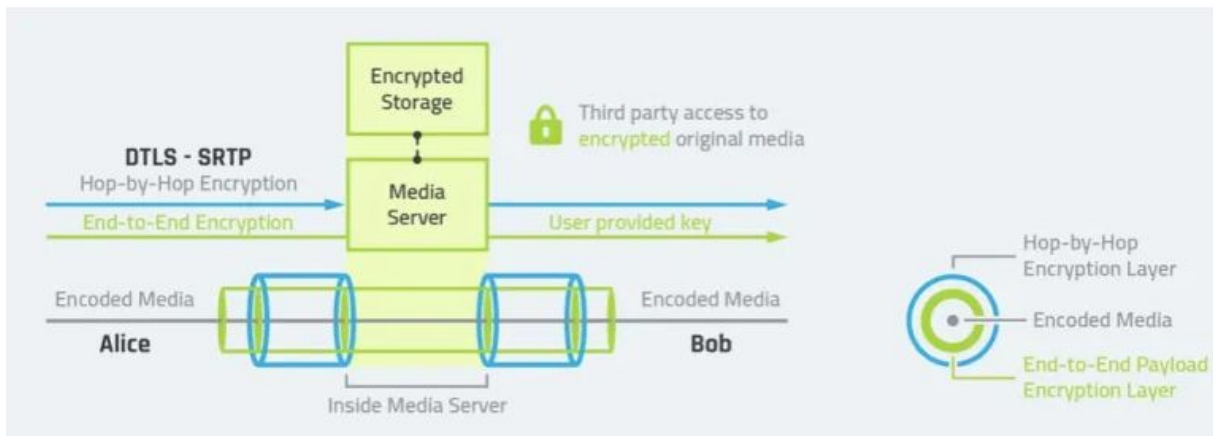 Encrypted
Storage
Third party access to
encrypted original media
DTLS - SRTP
Hop-by-Hop Encryption
Media
Server
End-to-End Encryption
User provided key
Hop-by-Hop
Encryption Layer
Encoded Media
Encoded Media
Encoded Media
Alice
Bob
End-to-End Payload
Encryption Layer
Inside Media Server